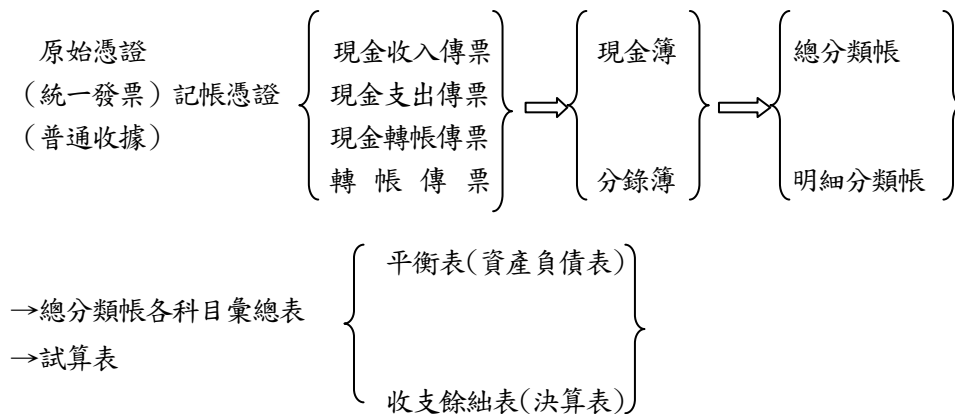 原始憑證 現金收入傳票 現金簿 總分類帳
（統一發票）記帳憑證 現金支出傳票
（普通收據） 現金轉帳傳票
轉帳傳票 分錄簿 明細分類帳
平衡表(資產負債表)
→總分類帳各科目彙總表
→試算表
收支餘絀表(決算表)